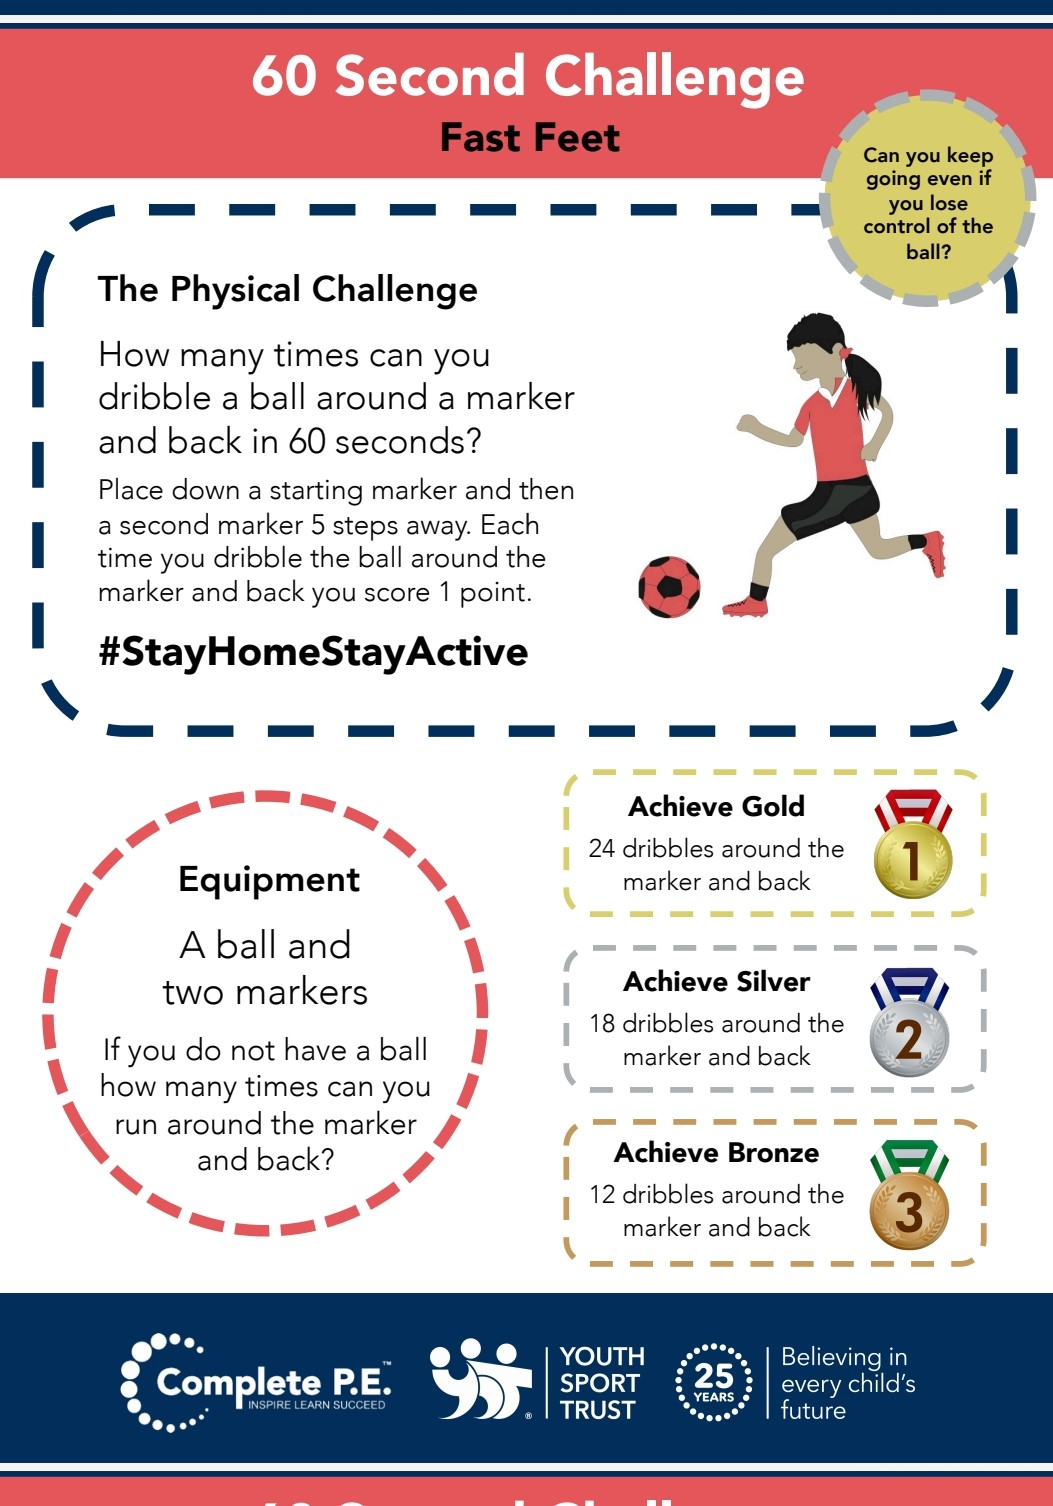 60 Second Challenge
Fast Feet
Can you keep
going even if
you lose
control of the
ball?
The Physical Challenge
How many times can you
dribble a ball around a marker
and back in 60 seconds?
Place down a starting marker and then
a second marker 5 steps away. Each
time you dribble the ball around the
marker and back you score 1 point.
#StayHomeStayActive
Equipment
A ball and
two markers
If you do not have a ball
how many times can you
run around the marker
and back?
Achieve Gold
24 dribbles around the
marker and back
1
Achieve Silver
18 dribbles around the
marker and back
2
Achieve Bronze
12 dribbles around the
marker and back
3
Complete P.E.™
INSPIRE LEARN SUCCEED
®
YOUTH
SPORT
TRUST
25
YEARS
Believing in
every child's
future